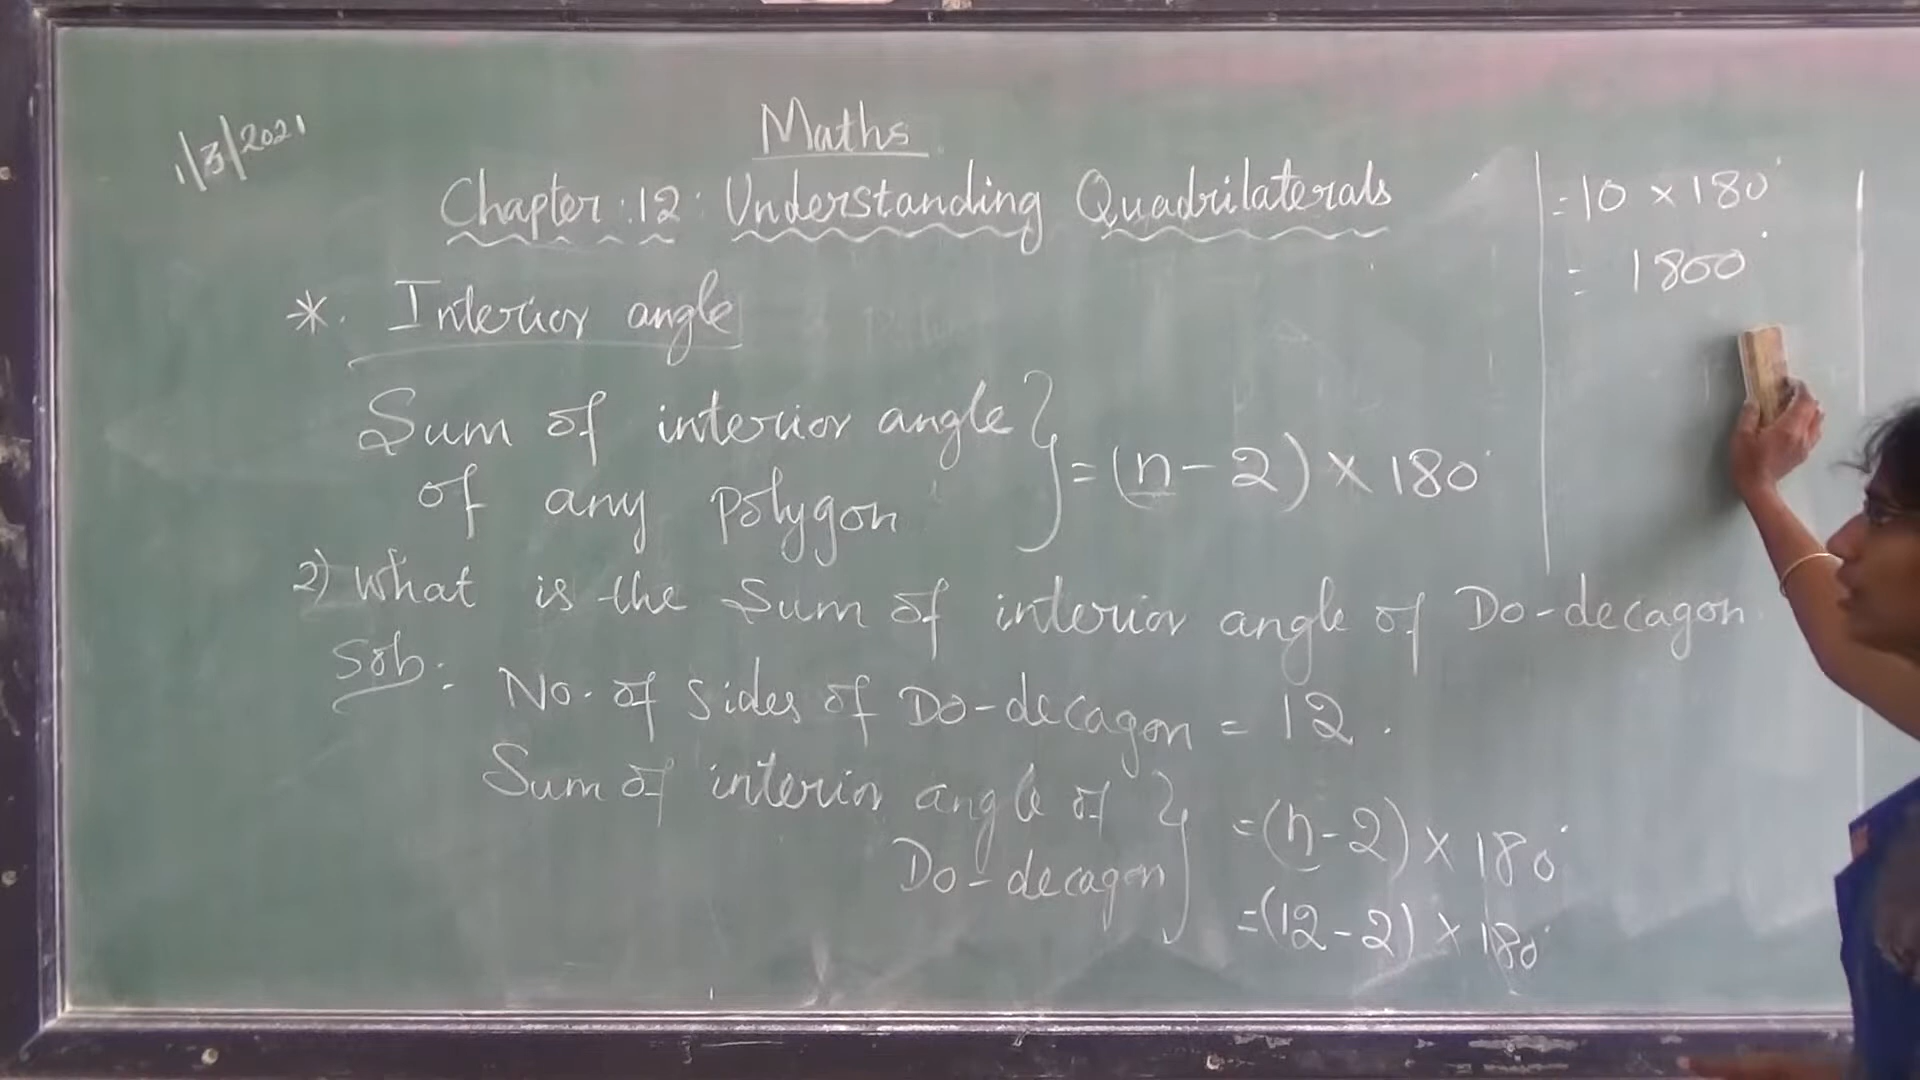 1/3/2021
Maths
Chapter:12: Understanding Quadrilaterals
*. Interior angle
Sum of interior angle
of any polygon } = (n-2) × 180°
2) What is the Sum of interior angle of Do-decagon
Soln: No. of sides of Do-decagon = 12.
Sum of interior angle of
Do-decagon } = (n-2) × 180°
= (12-2) × 180°
= 10 × 180°
= 1800°